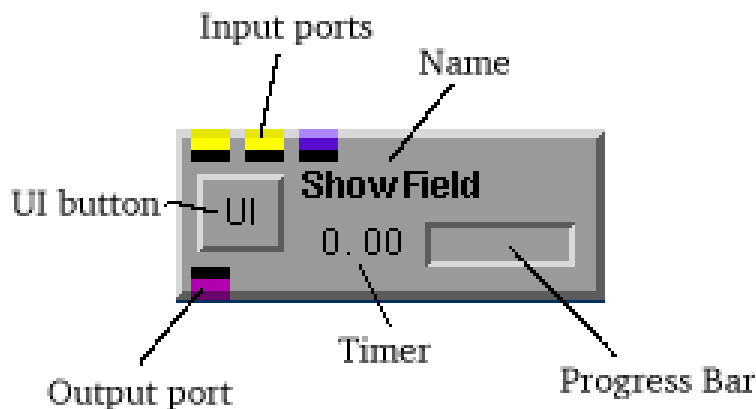 Input ports
Name
ShowField
UI button
UI
0.00
Timer
Progress Bar
Output port